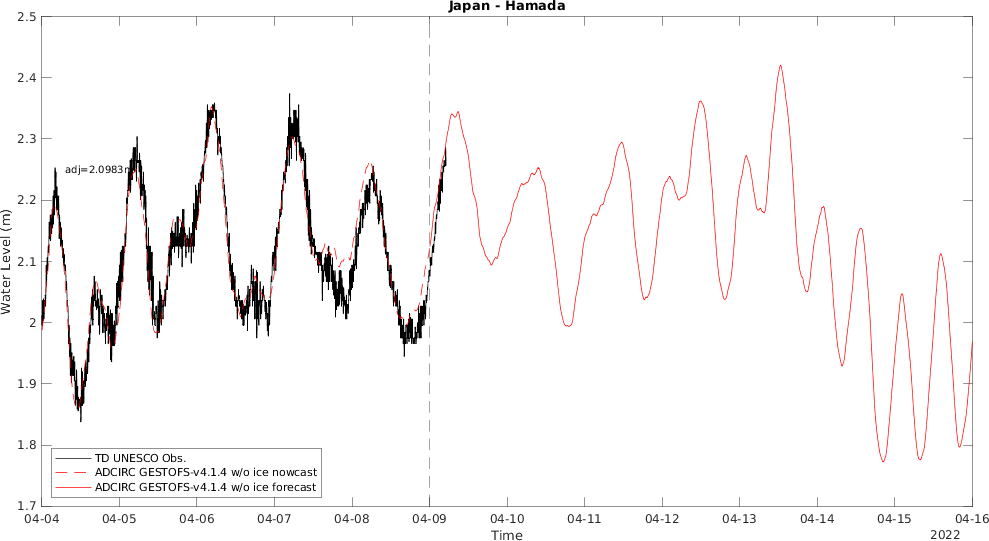 Japan - Hamada
2.5
2.4
2.3
2.2
2.1
2
1.9
1.8
1.7
Water Level (m)
adj=2.0983m
TD UNESCO Obs.
ADCIRC GESTOFS-v4.1.4 w/o ice nowcast
ADCIRC GESTOFS-v4.1.4 w/o ice forecast
04-04 04-05 04-06 04-07 04-08 04-09 04-10 04-11 04-12 04-13 04-14 04-15 04-16
Time
2022